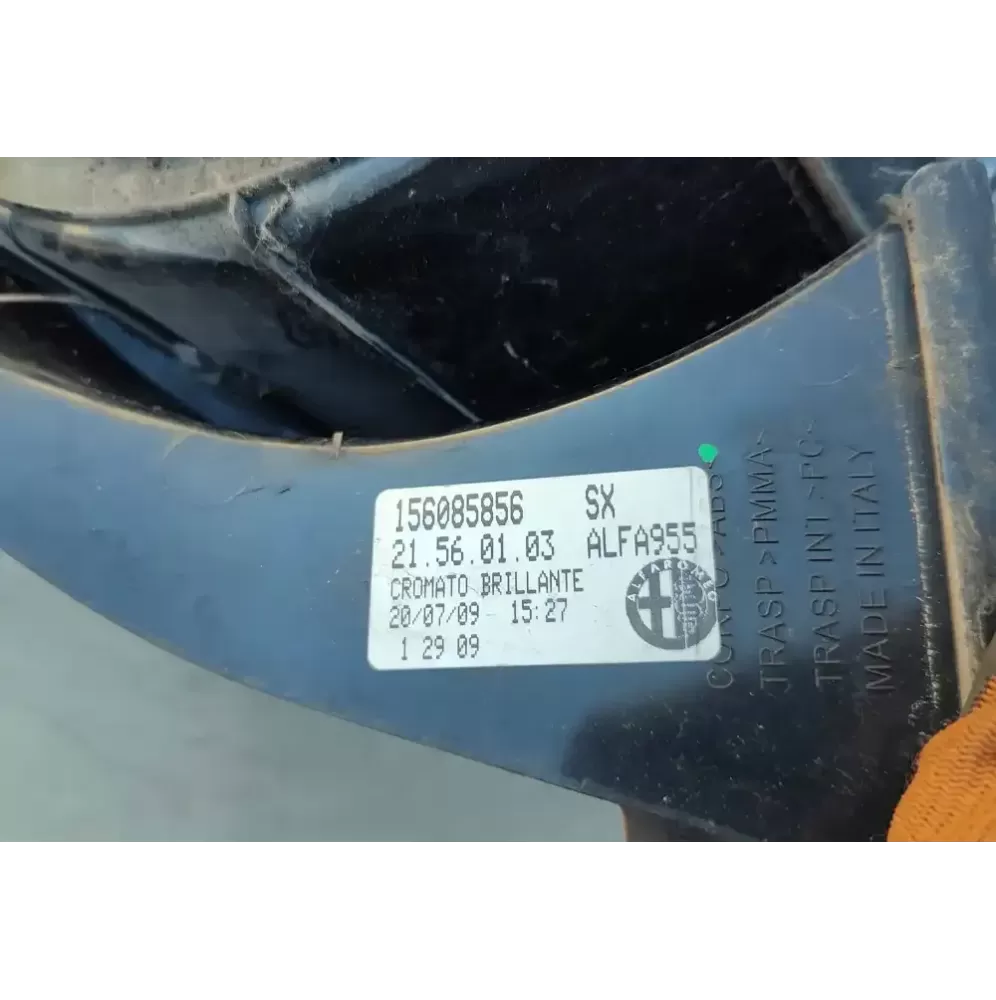 156085856 SX
21.56.01.03 ALFA955
CROMATO BRILLANTE
20/07/09 - 15:27
1 29 09
ALFA ROMEO
>ABS<
TRASP >PMMA<
TRASP INT >PC<
MADE IN ITALY